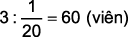 3 : 1/20 = 60 (viên)